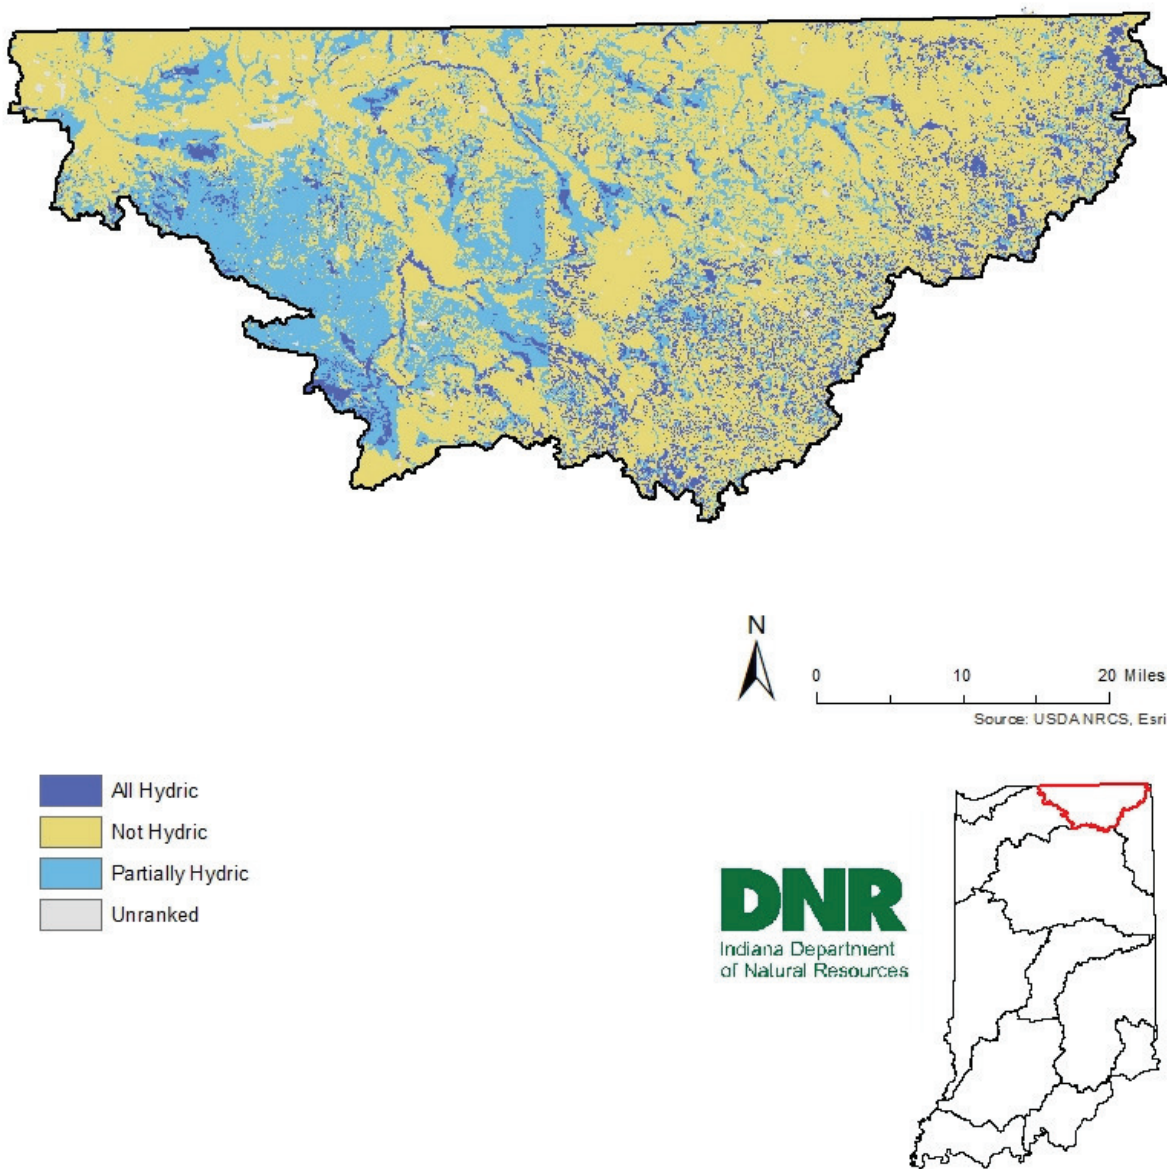 N
0 10 20 Miles
Source: USDA NRCS, Esri
All Hydric
Not Hydric
Partially Hydric
Unranked
DNR
Indiana Department
of Natural Resources